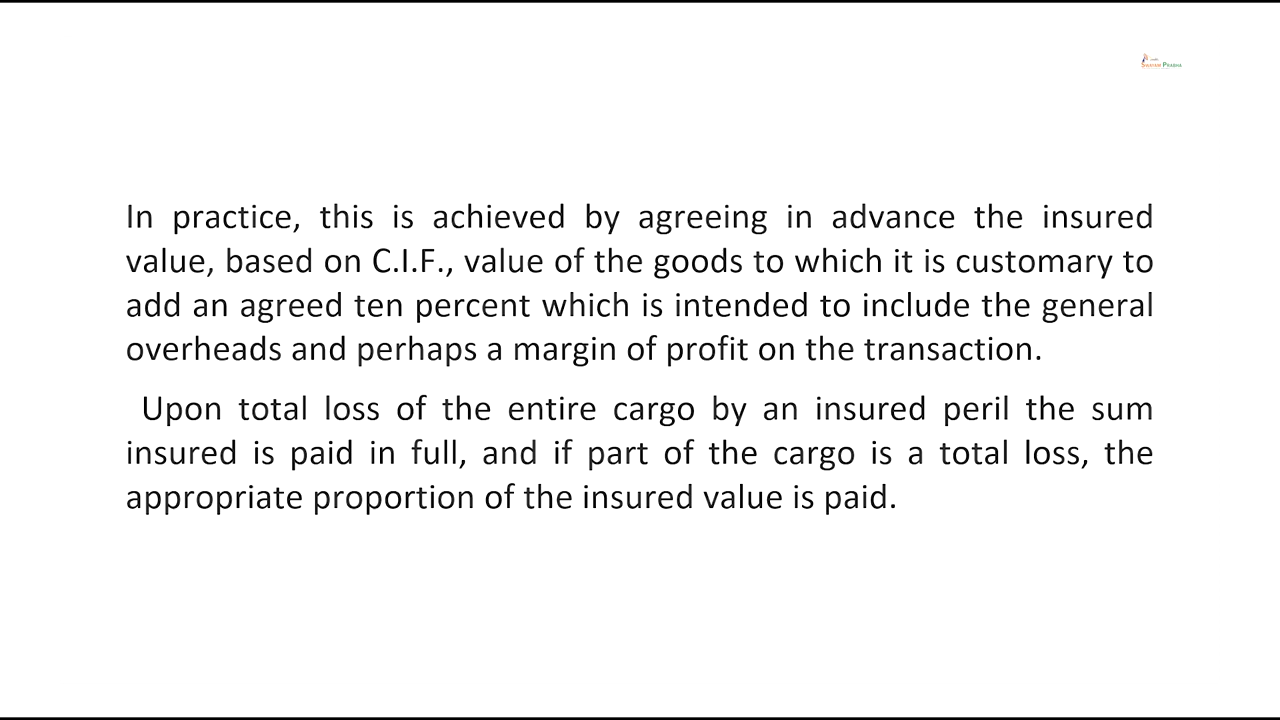 SWAYAM PRABHA
In practice, this is achieved by agreeing in advance the insured
value, based on C.I.F., value of the goods to which it is customary to
add an agreed ten percent which is intended to include the general
overheads and perhaps a margin of profit on the transaction.
Upon total loss of the entire cargo by an insured peril the sum
insured is paid in full, and if part of the cargo is a total loss, the
appropriate proportion of the insured value is paid.